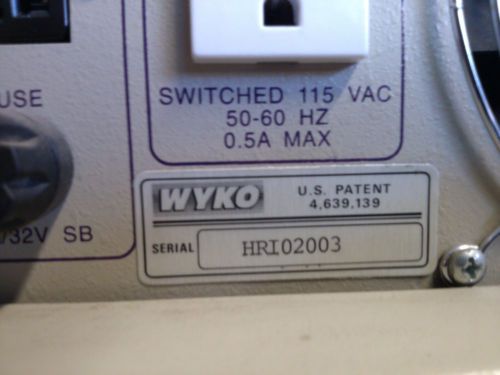 USE
/32V SB
SWITCHED 115 VAC
50-60 HZ
0.5A MAX
WYKO
U.S. PATENT
4,639,139
SERIAL HRI02003